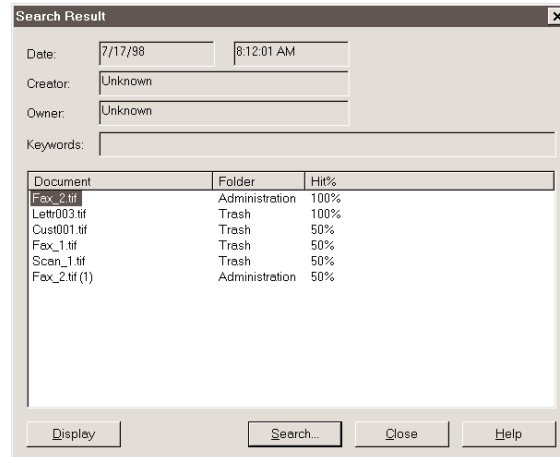 Search Result
Date: 7/17/98 8:12:01 AM
Creator: Unknown
Owner: Unknown
Keywords:
Document Folder Hit%
Fax_2.tif Administration 100%
Lettr003.tif Trash 100%
Cust001.tif Trash 50%
Fax_1.tif Trash 50%
Scan_1.tif Trash 50%
Fax_2.tif (1) Administration 50%
Display Search... Close Help